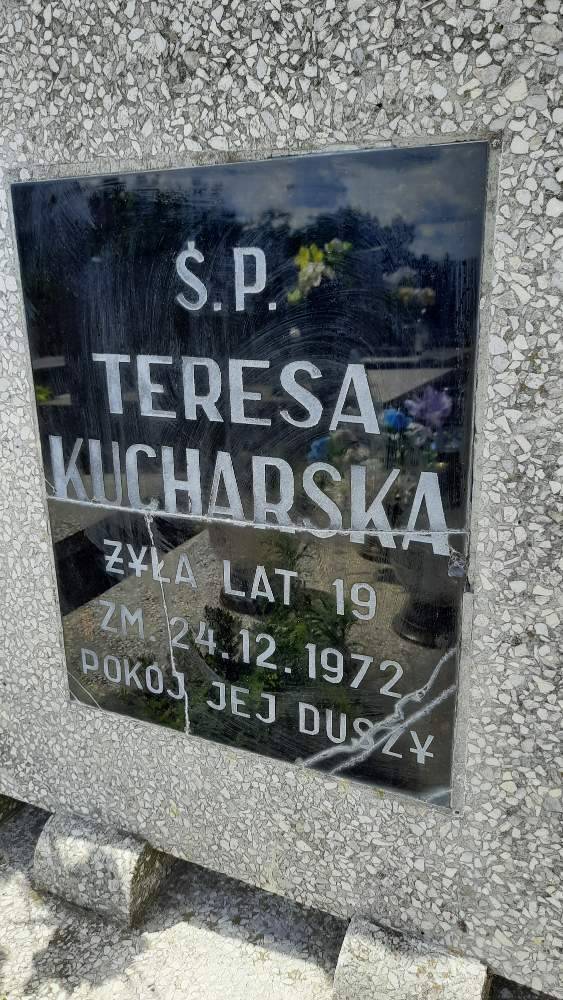 Ś.P.
TERESA
KUCHARSKA
ŻYŁA LAT 19
ZM. 24.12.1972
POKÓJ JEJ DUSZY